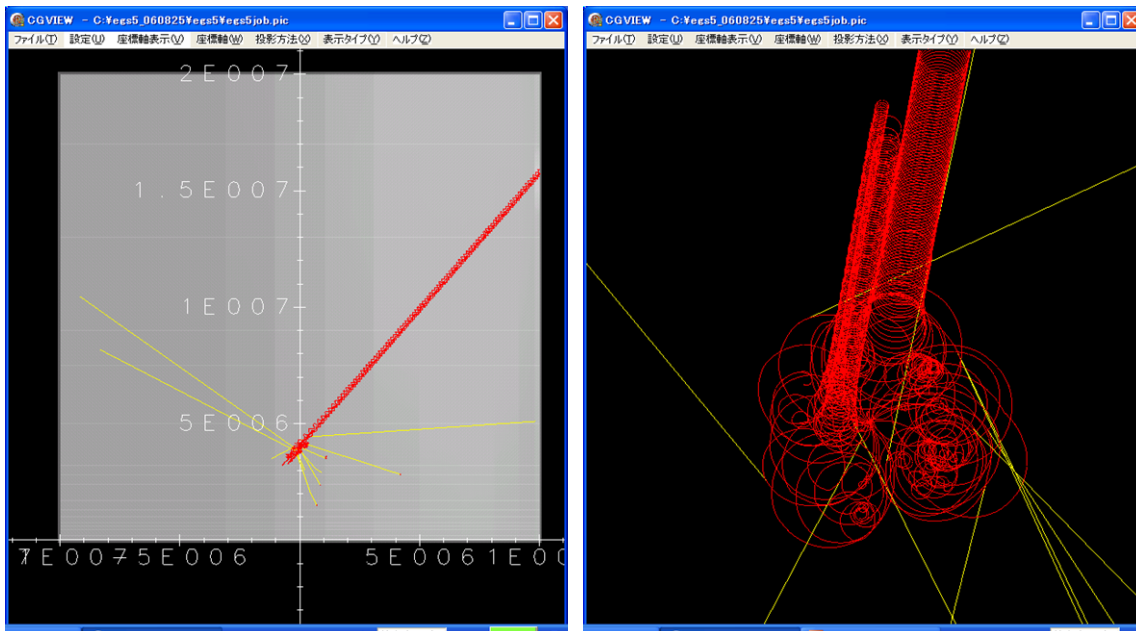 CGVIEW - C:¥egs5_060825¥egs5¥egs5job.pic
ファイル(T) 設定(U) 座標軸表示(V) 座標軸(W) 投影方法(X) 表示タイプ(Y) ヘルプ(Z)
2E007
1.5E007
1E007
5E006
5E006
5E006
CGVIEW - C:¥egs5_060825¥egs5¥egs5job.pic
ファイル(T) 設定(U) 座標軸表示(V) 座標軸(W) 投影方法(X) 表示タイプ(Y) ヘルプ(Z)